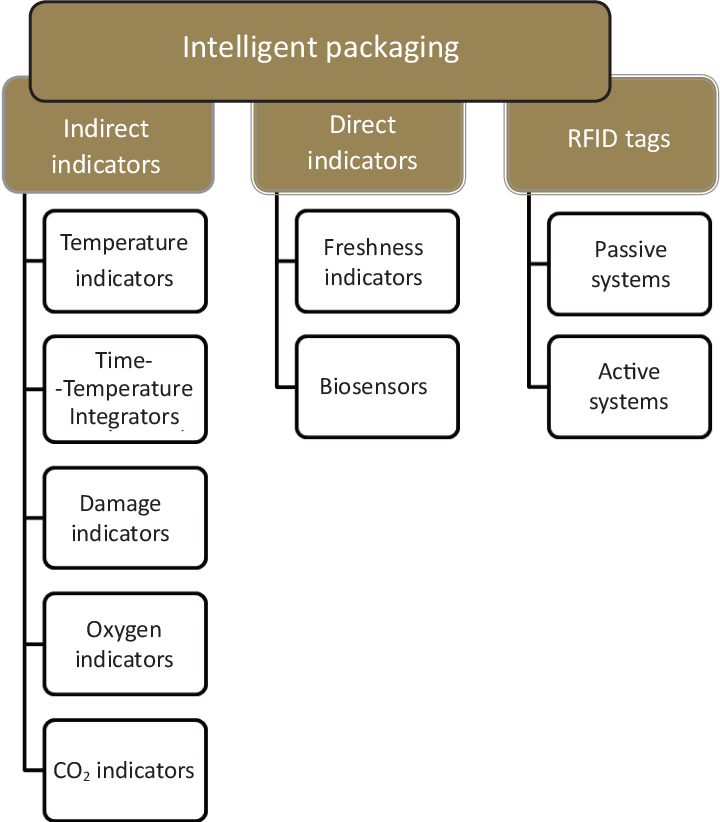 Intelligent packaging
Indirect
indicators
Temperature
indicators
Time-
-Temperature
Integrators
Damage
indicators
Oxygen
indicators
CO₂ indicators
Direct
indicators
Freshness
indicators
Biosensors
RFID tags
Passive
systems
Active
systems